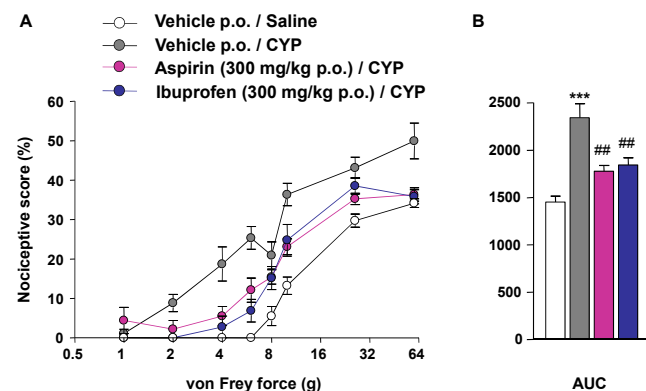 A
Vehicle p.o. / Saline
Vehicle p.o. / CYP
Aspirin (300 mg/kg p.o.) / CYP
Ibuprofen (300 mg/kg p.o.) / CYP
Nociceptive score (%)
60
50
40
30
20
10
0
0.5 1 2 4 8 16 32 64
von Frey force (g)
B
2500
2000
1500
1000
500
0
***
## ##
AUC